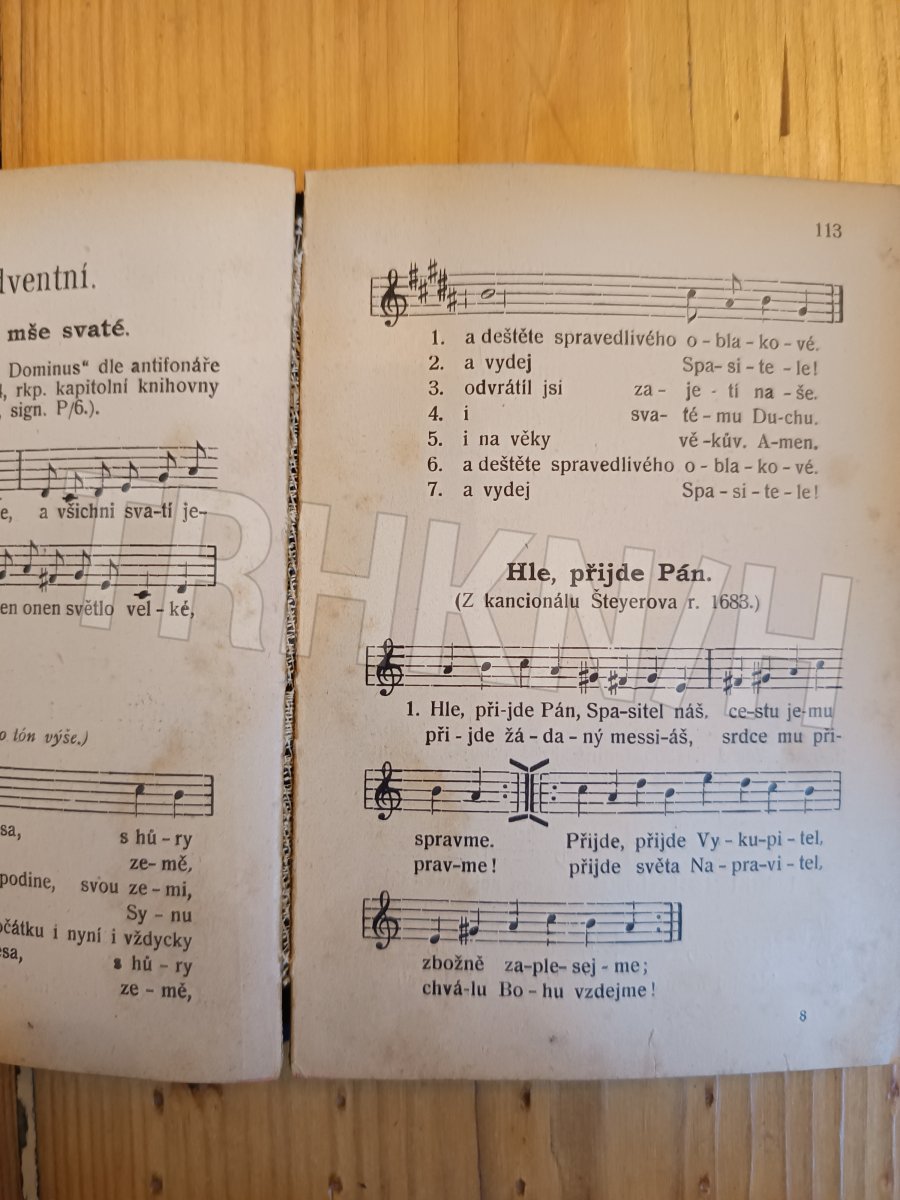 dventní.
mše svaté.
Dominus“ dle antifonáře
rkp. kapitolní knihovny
sign. P/6.).
e, a všichni sva-tí je-
en onen světlo vel - ké,
o tón výše.)
sa, s hů - ry
ze - mě,
podine, svou ze - mi,
Sy - nu
očátku i nyní i vždycky
esa, s hů - ry
ze - mě,
113
1. a deštěte spravedlivého o - bla - ko - vé.
2. a vydej Spa- si - te - le!
3. odvrátil jsi za - je - tí na - še.
4. i sva- té - mu Du-chu.
5. i na věky vě -kův. A-men.
6. a deštěte spravedlivého o - bla - ko - vé.
7. a vydej Spa - si - te - le!
Hle, přijde Pán.
(Z kancionálu Šteyerova r. 1683.)
1. Hle, při-jde Pán, Spa-sitel náš. ce-stu je-mu
při - jde žá - da - ný messi-áš, srdce mu při-
spravme. Přijde, přijde Vy - ku - pi - tel,
prav-me! přijde světa Na - pra - vi - tel,
zbožně za-ple- sej - me;
chvá-lu Bo - hu vzdejme!
8
TRHKNIH